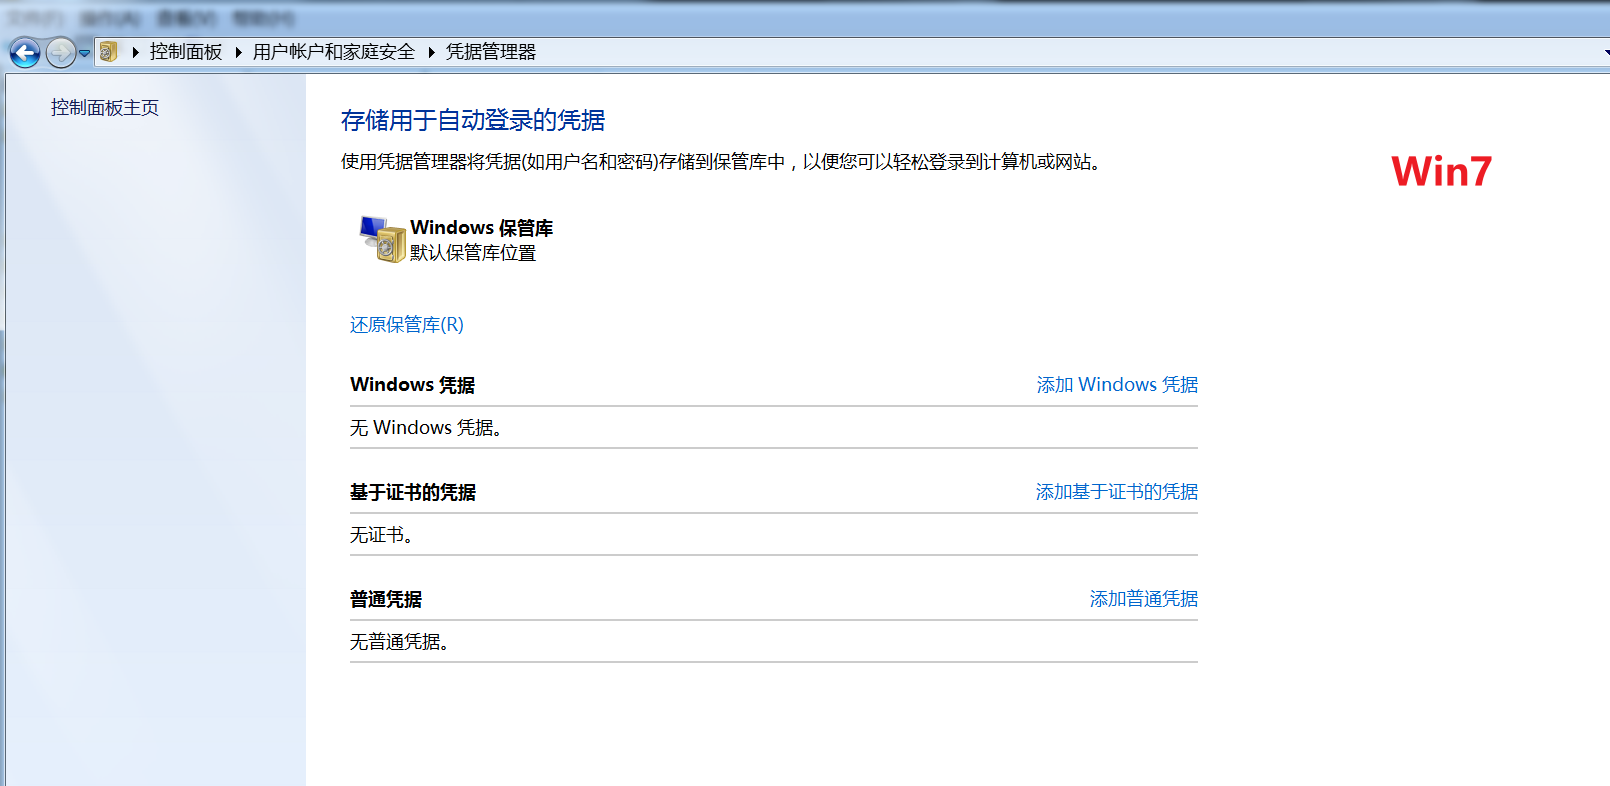 控制面板 用户帐户和家庭安全 凭据管理器
控制面板主页
存储用于自动登录的凭据
使用凭据管理器将凭据(如用户名和密码)存储到保管库中，以便您可以轻松登录到计算机或网站。
Win7
Windows 保管库
默认保管库位置
还原保管库(R)
Windows 凭据 添加 Windows 凭据
无 Windows 凭据。
基于证书的凭据 添加基于证书的凭据
无证书。
普通凭据 添加普通凭据
无普通凭据。